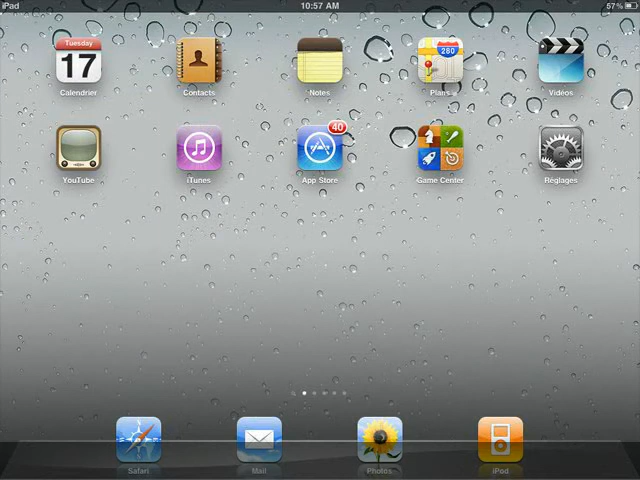 iPad 10:57 AM 57%
Tuesday
17
280
Calendrier Contacts Notes Plans Vidéos
40
YouTube iTunes App Store Game Center Réglages
Safari Mail Photos iPod